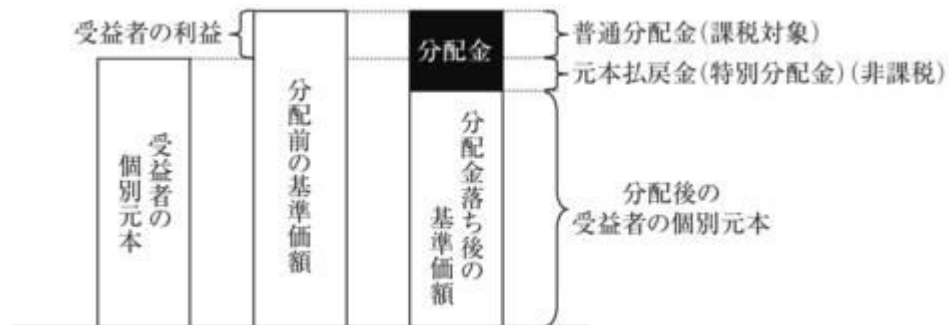 受益者の利益
分配金
普通分配金(課税対象)
元本払戻金(特別分配金)(非課税)
受益者の
個別元本
分配前の基準価額
分配金落ち後の
基準価額
分配後の
受益者の個別元本